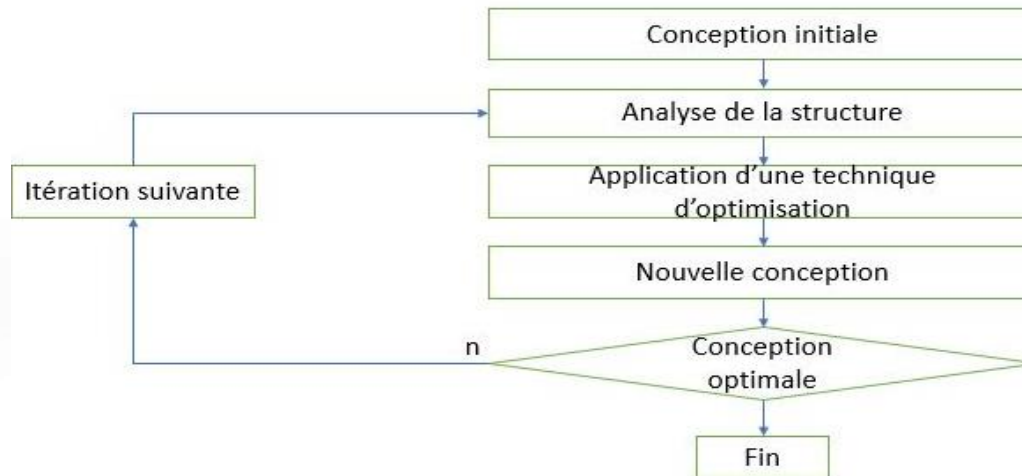 Conception initiale
Analyse de la structure
Itération suivante
Application d’une technique
d’optimisation
Nouvelle conception
n
Conception
optimale
Fin